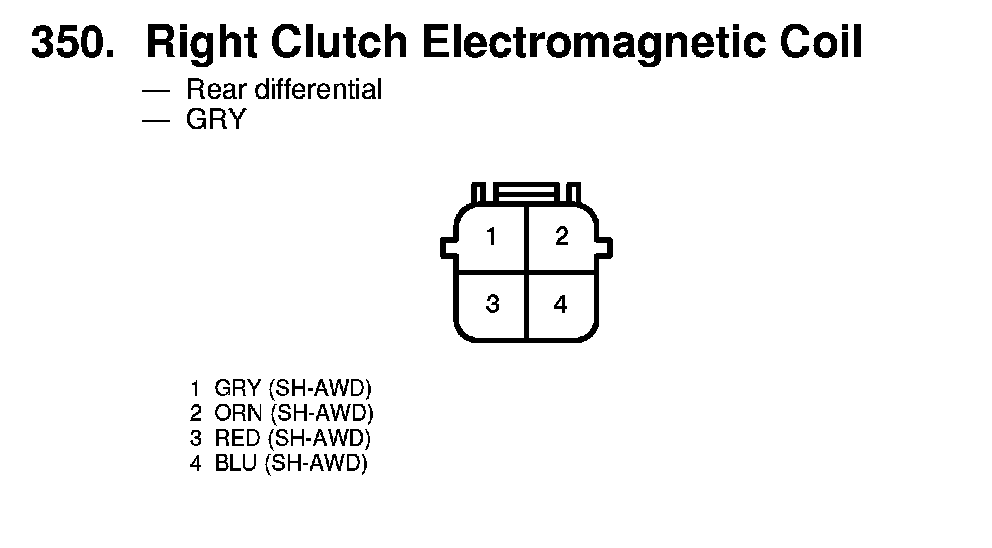 350. Right Clutch Electromagnetic Coil
— Rear differential
— GRY
1 2
3 4
1 GRY (SH-AWD)
2 ORN (SH-AWD)
3 RED (SH-AWD)
4 BLU (SH-AWD)